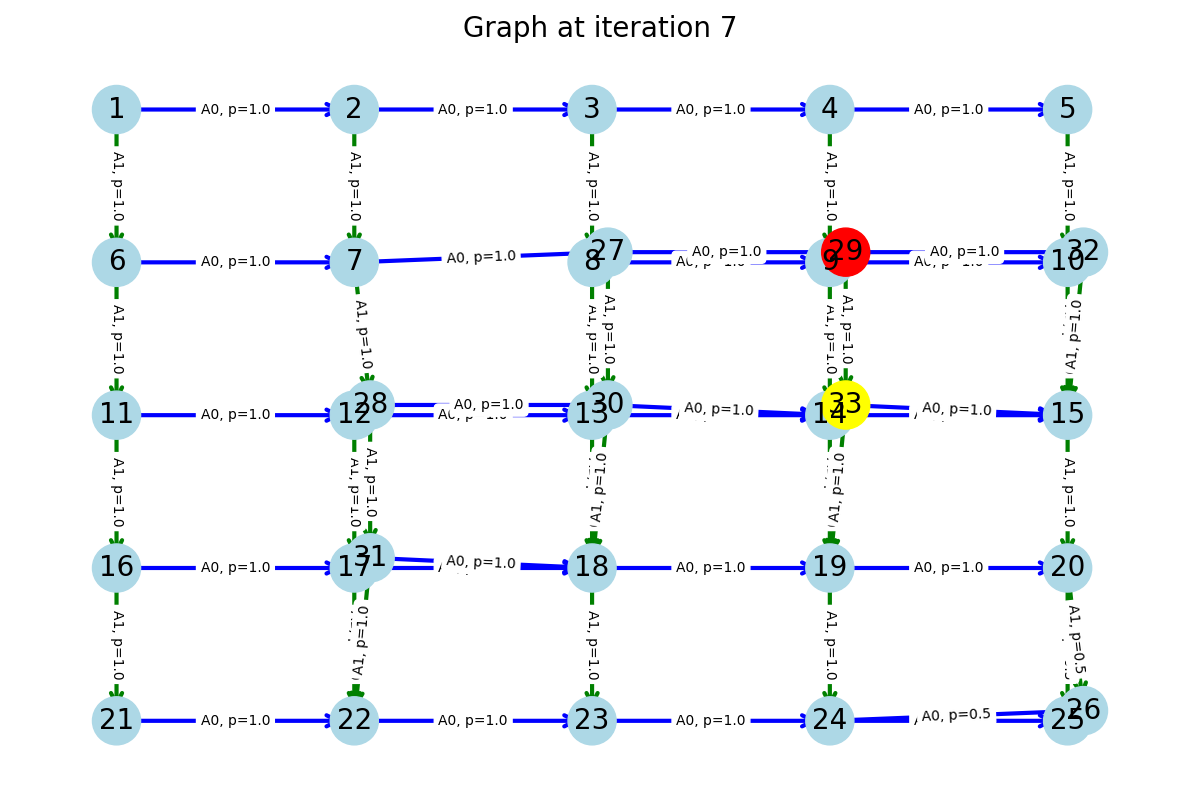 Graph at iteration 7
1 A0, p=1.0 2 A0, p=1.0 3 A0, p=1.0 4 A0, p=1.0 5
A1, p=1.0 A1, p=1.0 A1, p=1.0 A1, p=1.0 A1, p=1.0
27 A0, p=1.0 29 A0, p=1.0 32
6 A0, p=1.0 7 A0, p=1.0 8 A0, p=1.0 9 A0, p=1.0 10
A1, p=1.0 A1, p=1.0 A1, p=1.0 A1, p=1.0 A1, p=1.0 A1, p=1.0 A1, p=1.0
28 A0, p=1.0 30 A0, p=1.0 33 A0, p=1.0
11 A0, p=1.0 12 A0, p=1.0 13 14 15
A1, p=1.0 A1, p=1.0 A1, p=1.0 A1, p=1.0 A1, p=1.0 A1, p=1.0
31 A0, p=1.0
16 A0, p=1.0 17 18 A0, p=1.0 19 A0, p=1.0 20
A1, p=1.0 A1, p=1.0 A1, p=1.0 A1, p=1.0 A1, p=0.5
A0, p=0.5 26
21 A0, p=1.0 22 A0, p=1.0 23 A0, p=1.0 24 25